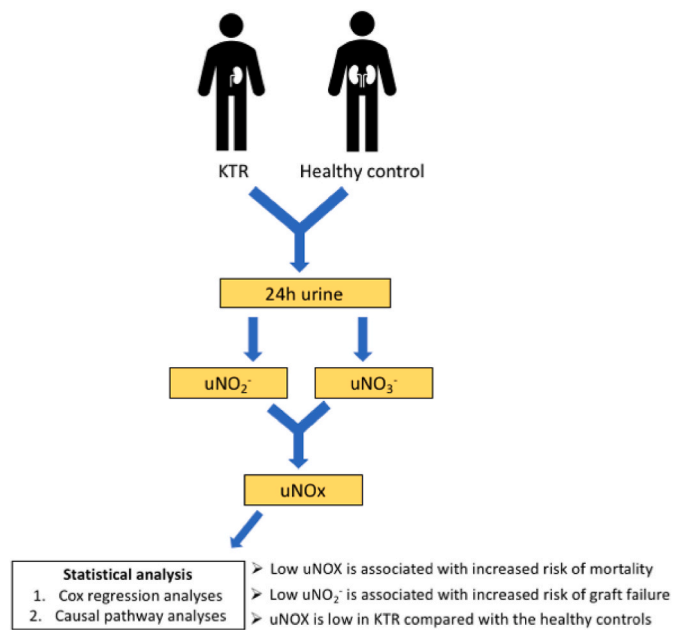 KTR
Healthy control
24h urine
uNO₂⁻
uNO₃⁻
uNOx
Statistical analysis
1. Cox regression analyses
2. Causal pathway analyses
➢ Low uNOX is associated with increased risk of mortality
➢ Low uNO₂⁻ is associated with increased risk of graft failure
➢ uNOX is low in KTR compared with the healthy controls